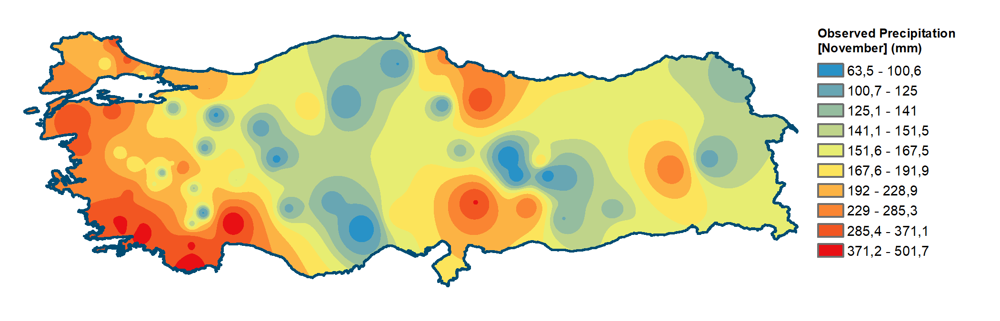 Observed Precipitation
[November] (mm)
63,5 - 100,6
100,7 - 125
125,1 - 141
141,1 - 151,5
151,6 - 167,5
167,6 - 191,9
192 - 228,9
229 - 285,3
285,4 - 371,1
371,2 - 501,7